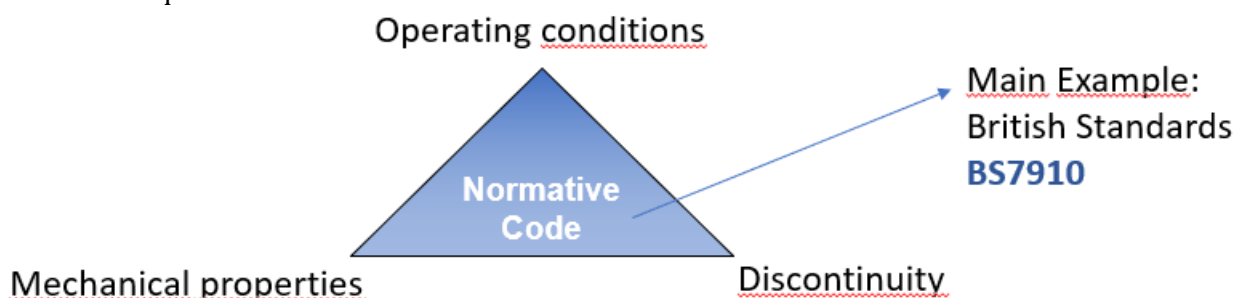 Operating conditions
Main Example:
British Standards
BS7910
Normative
Code
Mechanical properties
Discontinuity